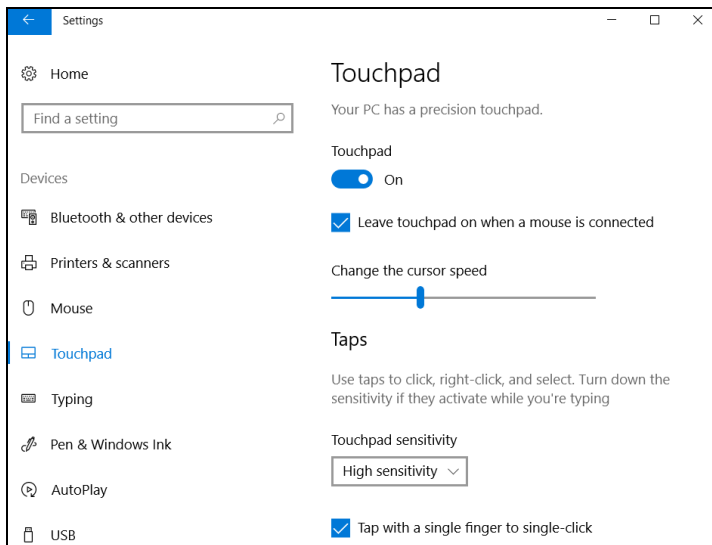 Settings
Home
Find a setting
Devices
Bluetooth & other devices
Printers & scanners
Mouse
Touchpad
Typing
Pen & Windows Ink
AutoPlay
USB
Touchpad
Your PC has a precision touchpad.
Touchpad
On
Leave touchpad on when a mouse is connected
Change the cursor speed
Taps
Use taps to click, right-click, and select. Turn down the
sensitivity if they activate while you're typing
Touchpad sensitivity
High sensitivity
Tap with a single finger to single-click